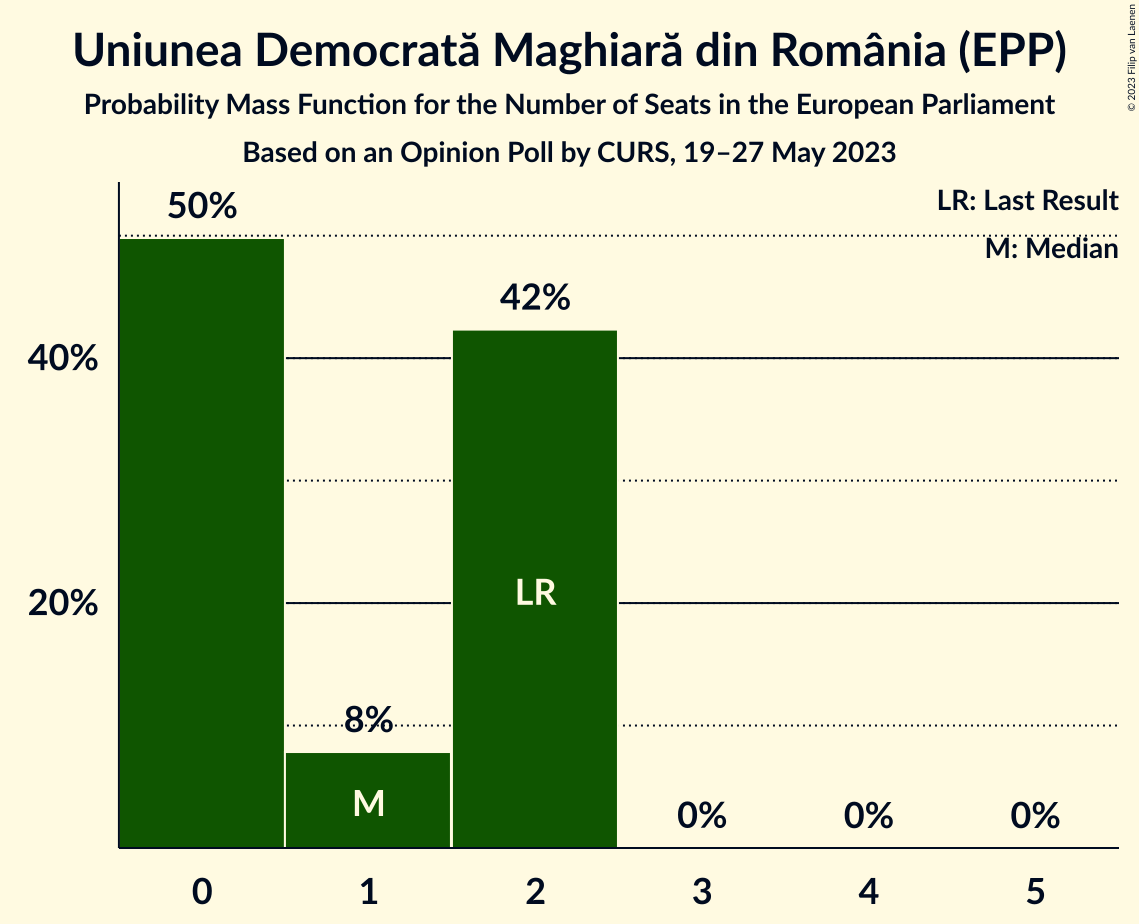 Uniunea Democrată Maghiară din România (EPP)
Probability Mass Function for the Number of Seats in the European Parliament
Based on an Opinion Poll by CURS, 19–27 May 2023
© 2023 Filip van Laenen
LR: Last Result
M: Median
50%
42%
40%
LR
20%
8%
M
0% 0% 0%
0 1 2 3 4 5